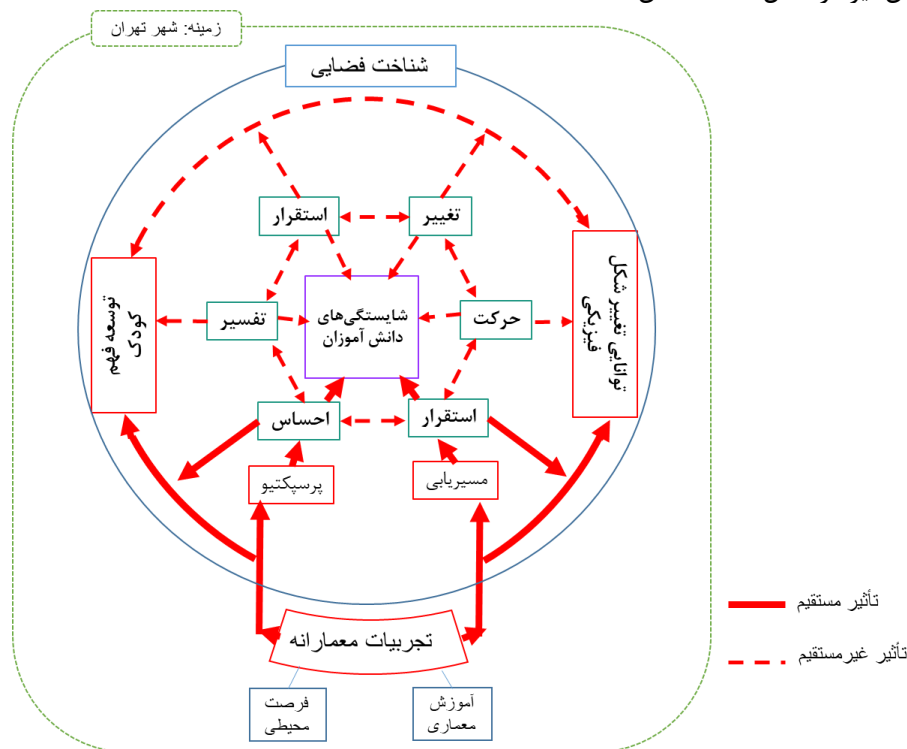 زمینه: شهر تهران
شناخت فضایی
استقرار
تغییر
توسعه فهم
کودک
تفسیر
شایستگی‌های
دانش آموزان
حرکت
توانایی تغییر شکل
فیزیکی
احساس
استقرار
پرسپکتیو
مسیریابی
تجربیات معمارانه
فرصت
محیطی
آموزش
معماری
تأثیر مستقیم
تأثیر غیرمستقیم